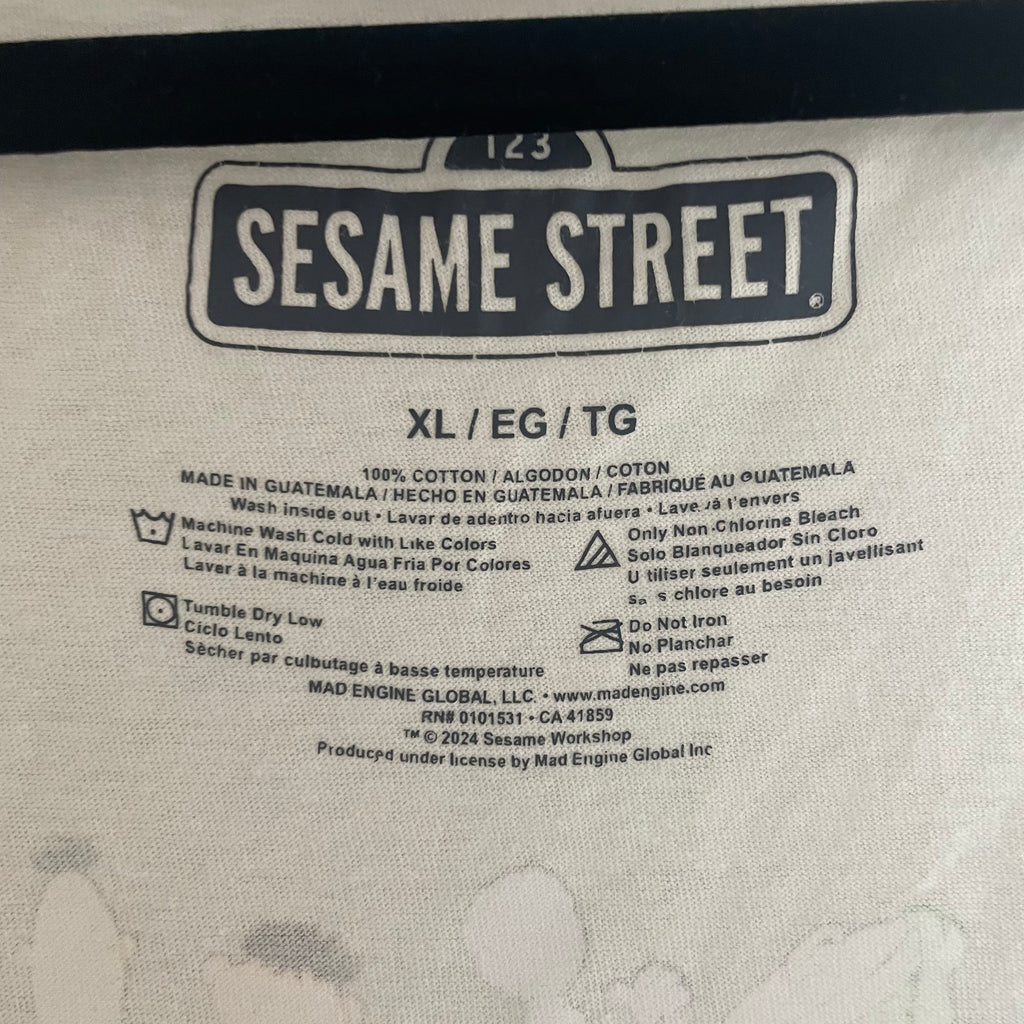 123
SESAME STREET®
XL / EG / TG
100% COTTON / ALGODON / COTON
MADE IN GUATEMALA / HECHO EN GUATEMALA / FABRIQUÉ AU GUATEMALA
Wash inside out • Lavar de adentro hacia afuera • Laver à l'envers
Machine Wash Cold with Like Colors
Lavar En Maquina Agua Fria Por Colores
Laver à la machine à l'eau froide
Only Non-Chlorine Bleach
Solo Blanqueador Sin Cloro
Utiliser seulement un javellisant
sans chlore au besoin
Tumble Dry Low
Ciclo Lento
Sècher par culbutage à basse temperature
Do Not Iron
No Planchar
Ne pas repasser
MAD ENGINE GLOBAL, LLC. • www.madengine.com
RN# 0101531 • CA 41859
™ © 2024 Sesame Workshop
Produced under license by Mad Engine Global Inc